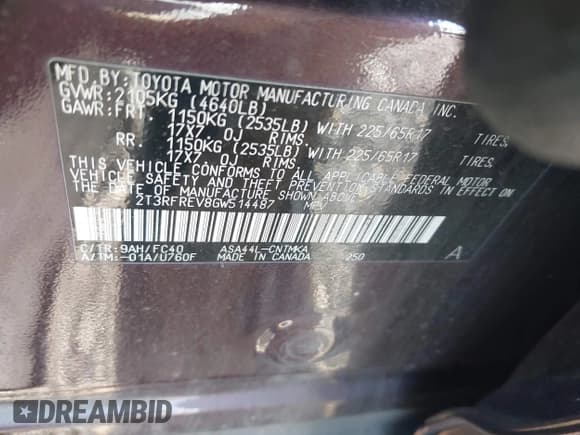 MFD.BY:TOYOTA MOTOR MANUFACTURING CANADA INC.
GVWR:2105KG (4640LB)
GAWR:FRT. 1150KG (2535LB) WITH 225/65R17 TIRES,
17X7.0J RIMS,
RR. 1150KG (2535LB) WITH 225/65R17 TIRES,
17X7.0J RIMS,
THIS VEHICLE CONFORMS TO ALL APPLICABLE FEDERAL MOTOR
VEHICLE SAFETY AND THEFT PREVENTION STANDARDS IN EFFECT ON
THE DATE OF MANUFACTURE SHOWN ABOVE.
2T3RFREV8GW514487 MPV
C/TR:9AH/FC40 ASA44L-CNTMKA A
A/TM:-01A/U760F MADE IN CANADA 250
DREAMBID